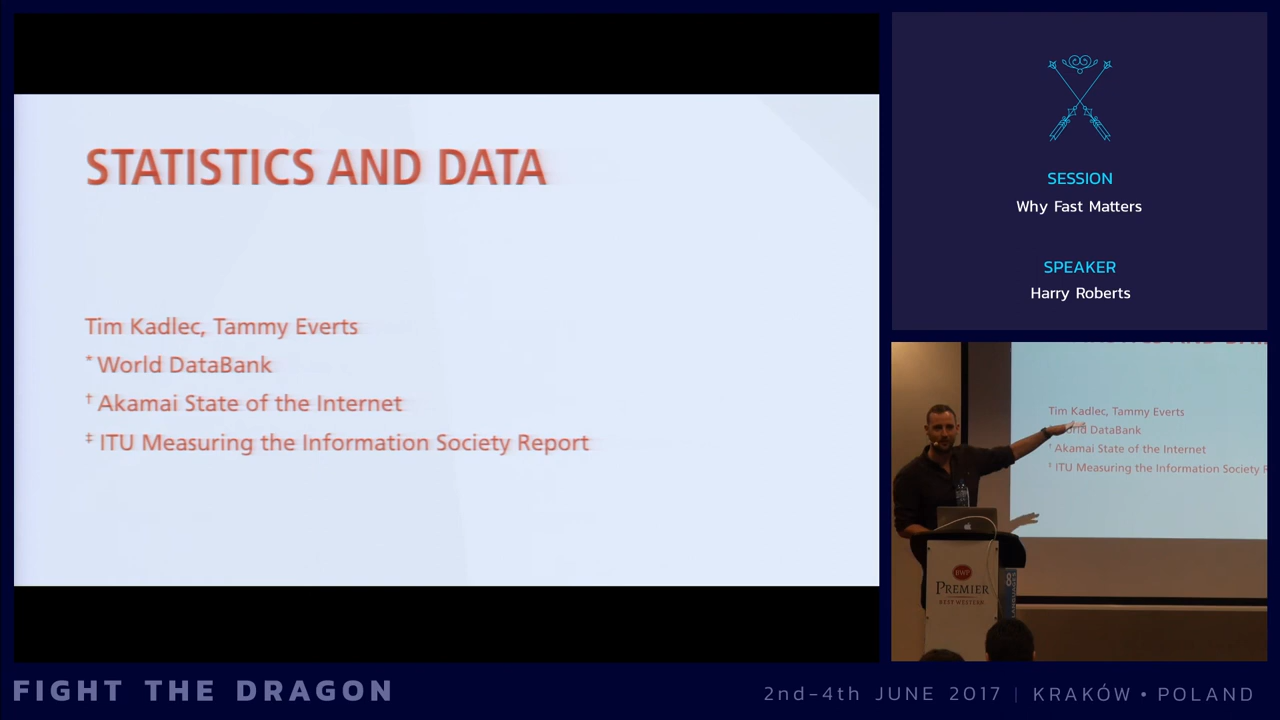 STATISTICS AND DATA
Tim Kadlec, Tammy Everts
* World DataBank
† Akamai State of the Internet
‡ ITU Measuring the Information Society Report
SESSION
Why Fast Matters
SPEAKER
Harry Roberts
Tim Kadlec, Tammy Everts
World DataBank
† Akamai State of the Internet
‡ ITU Measuring the Information Society R
BWP
PREMIER
BEST WESTERN
FIGHT THE DRAGON
2nd-4th JUNE 2017 | KRAKÓW • POLAND